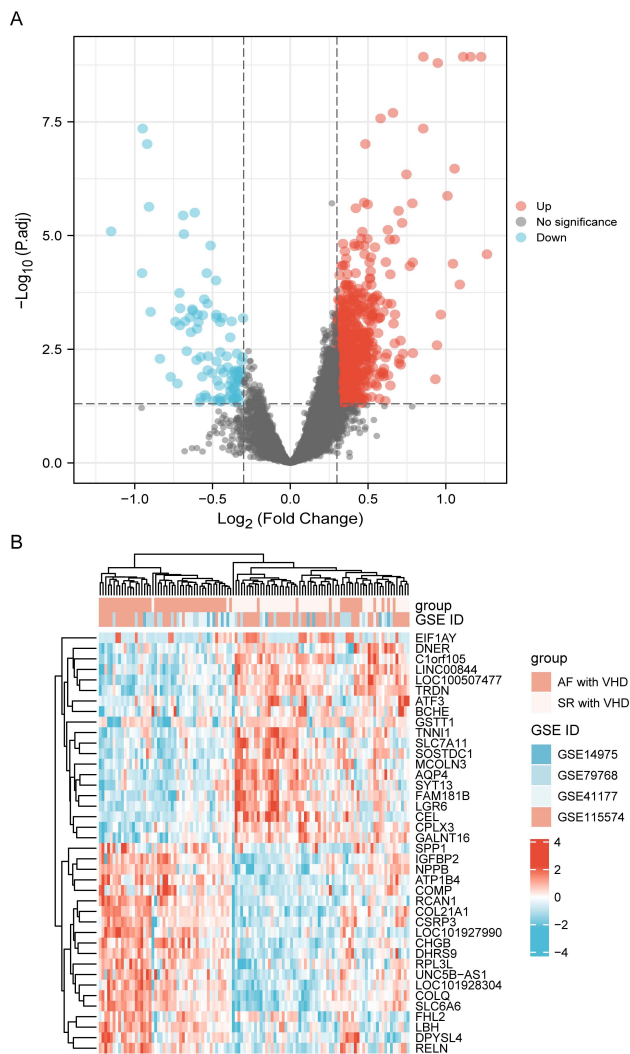 A
7.5
5.0
2.5
0.0
−Log10 (P.adj)
−1.0 −0.5 0.0 0.5 1.0
Log2 (Fold Change)
Up
No significance
Down
B
group
GSE ID
EIF1AY
DNER
C1orf105
LINC00844
LOC100507477
TRDN
ATF3
BCHE
GSTT1
TNNI1
SLC7A11
SOSTDC1
MCOLN3
AQP4
SYT13
FAM181B
LGR6
CEL
CPLX3
GALNT16
SPP1
IGFBP2
NPPB
ATP1B4
COMP
RCAN1
COL21A1
CSRP3
LOC101927990
CHGB
DHRS9
RPL3L
UNC5B−AS1
LOC101928304
COLQ
SLC6A6
FHL2
LBH
DPYSL4
RELN
group
AF with VHD
SR with VHD
GSE ID
GSE14975
GSE79768
GSE41177
GSE115574
4
2
0
−2
−4